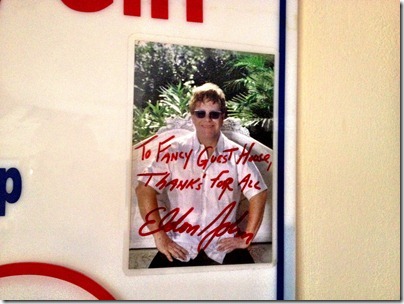 To Fancy Guest House,
Thanks for all
Elton John